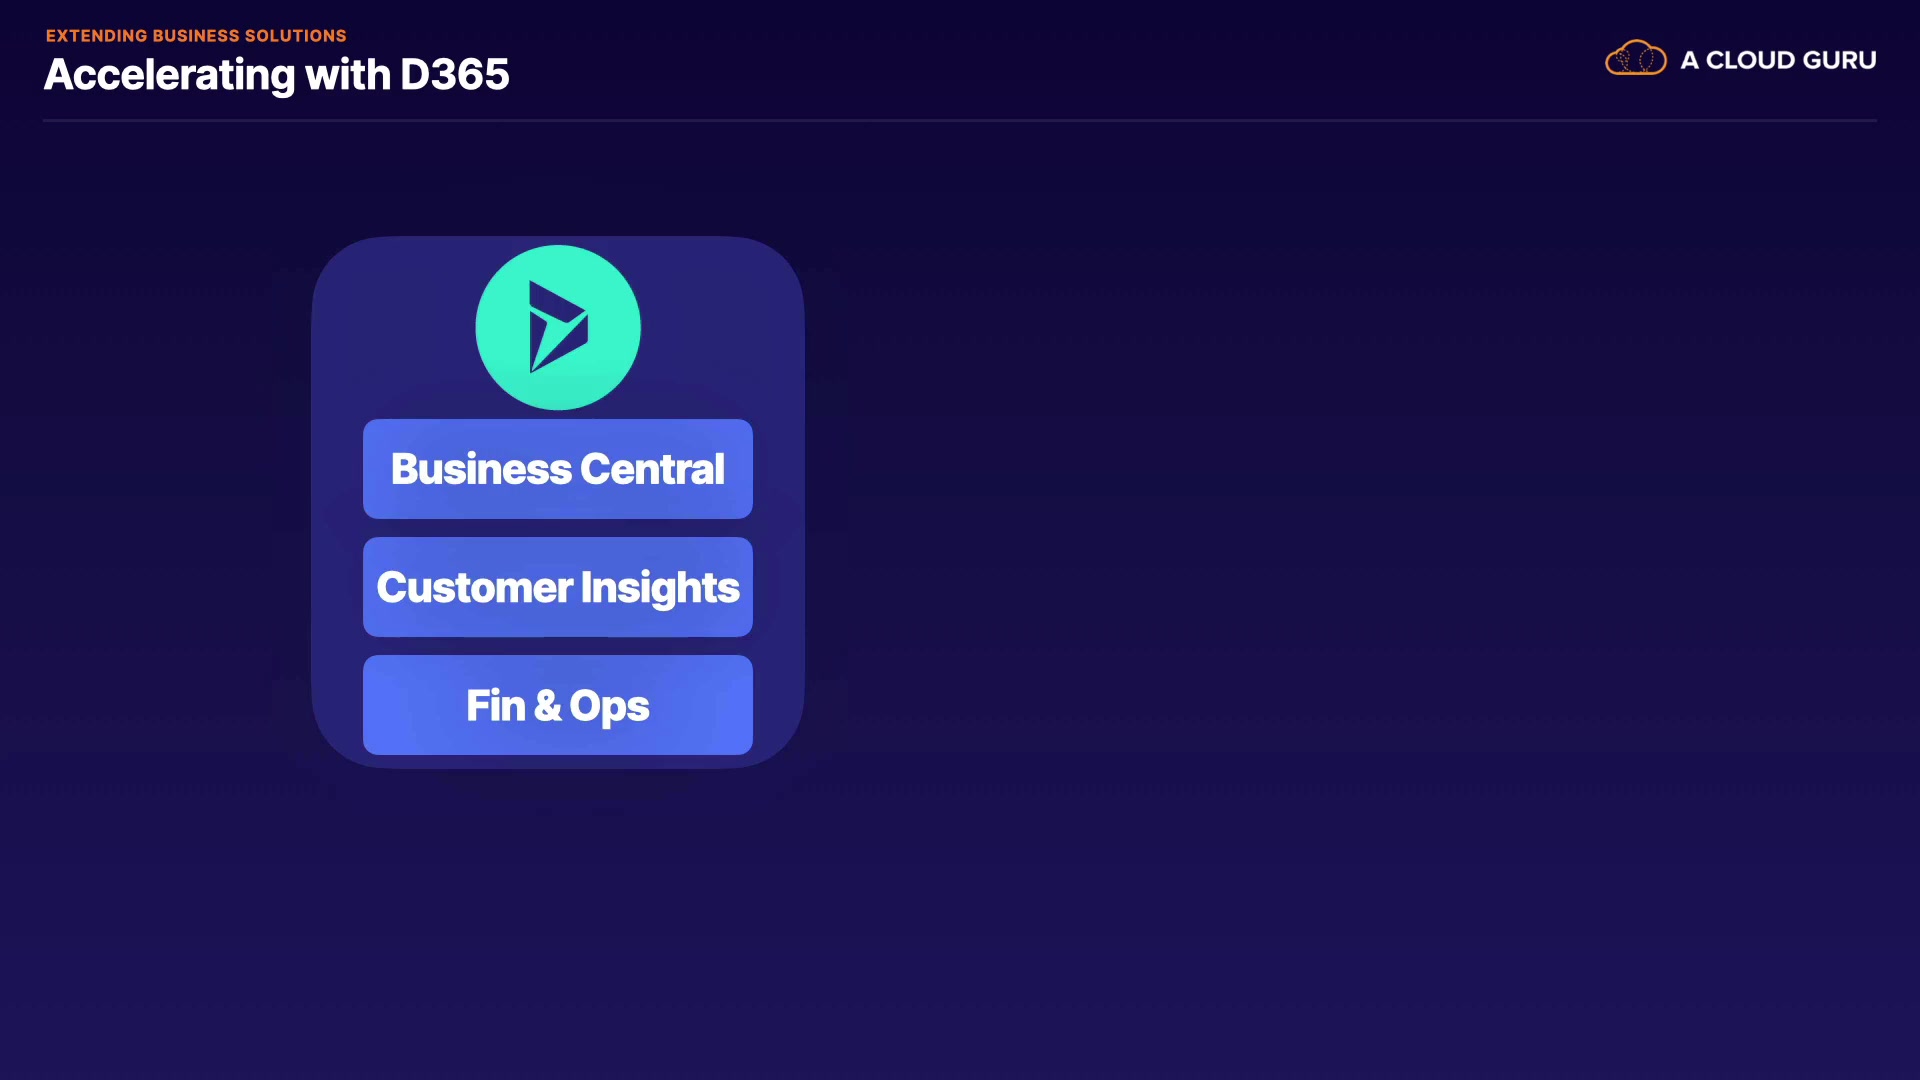 EXTENDING BUSINESS SOLUTIONS
Accelerating with D365
A CLOUD GURU
Business Central
Customer Insights
Fin & Ops